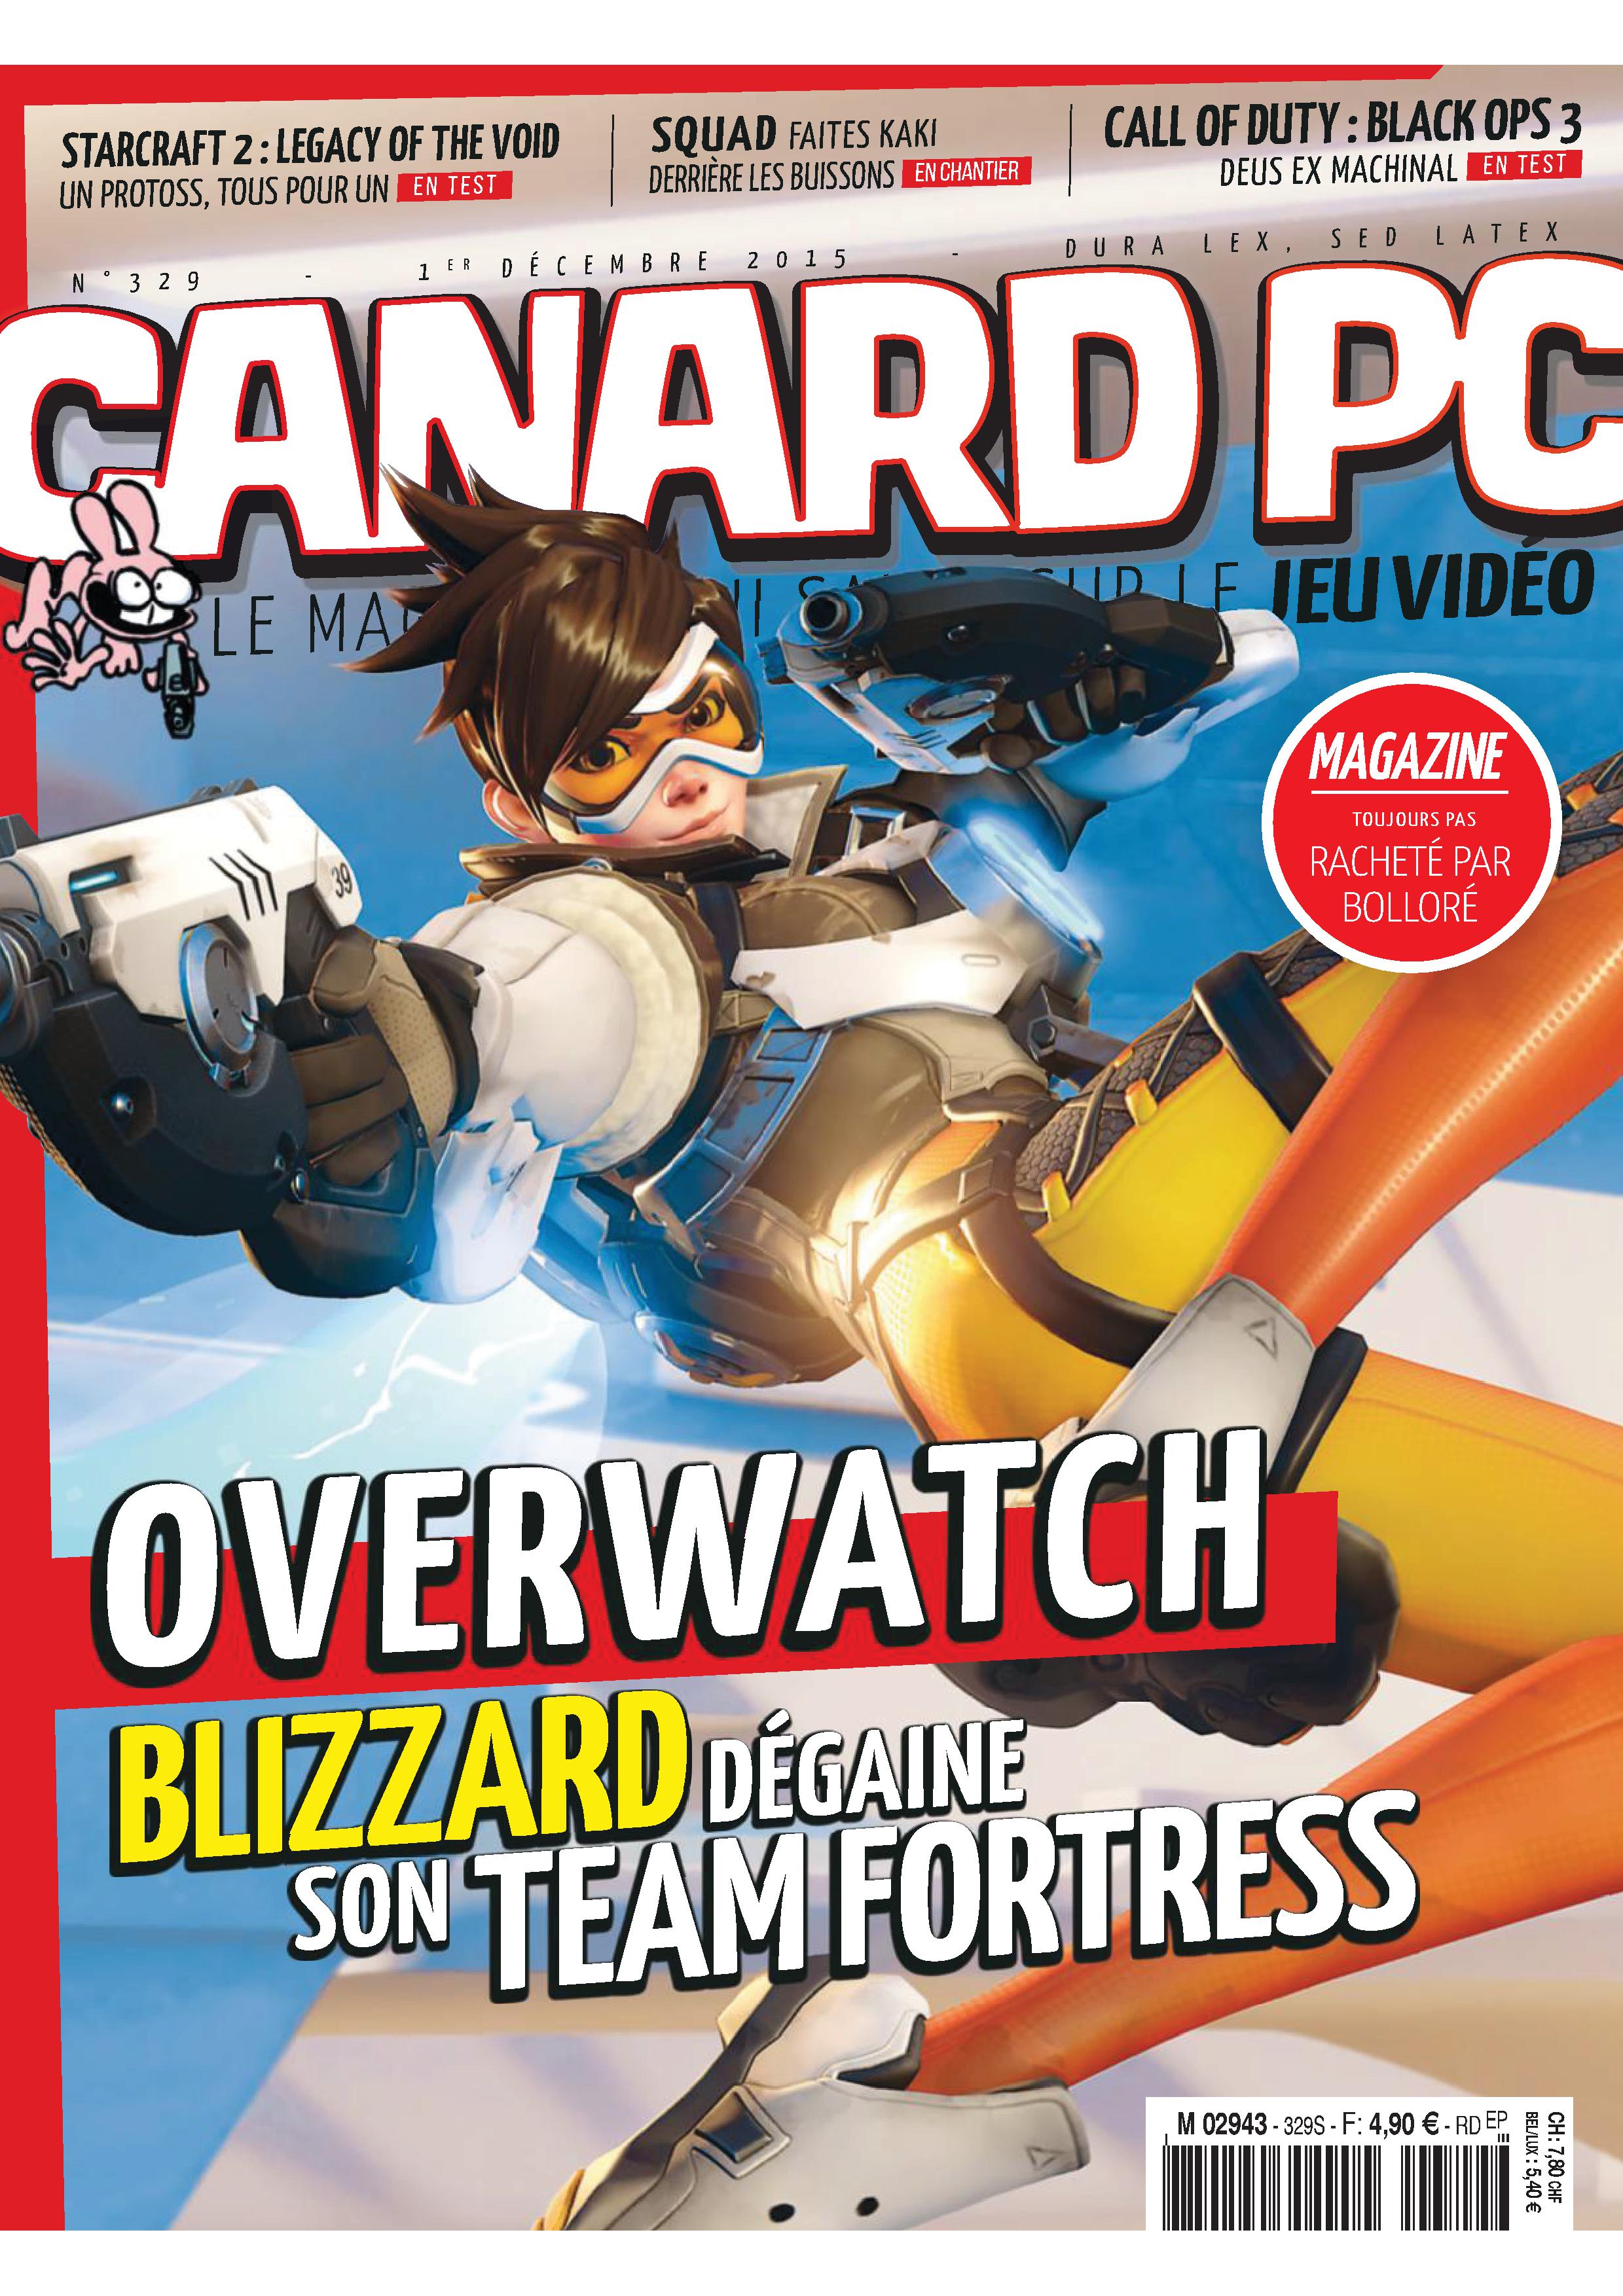 STARCRAFT 2 : LEGACY OF THE VOID
UN PROTOSS, TOUS POUR UN EN TEST
SQUAD FAITES KAKI
DERRIÈRE LES BUISSONS EN CHANTIER
CALL OF DUTY : BLACK OPS 3
DEUS EX MACHINAL EN TEST
N°329 - 1ER DÉCEMBRE 2015 - DURA LEX, SED LATEX
CANARD PC
LE SUR LE JEU VIDÉO
MAGAZINE
TOUJOURS PAS
RACHETÉ PAR
BOLLORÉ
39
OVERWATCH
BLIZZARD DÉGAINE
SON TEAM FORTRESS
M 02943 - 329S - F: 4,90 € - RD
CH : 7,80 CHF
BEL/LUX : 5,40 €